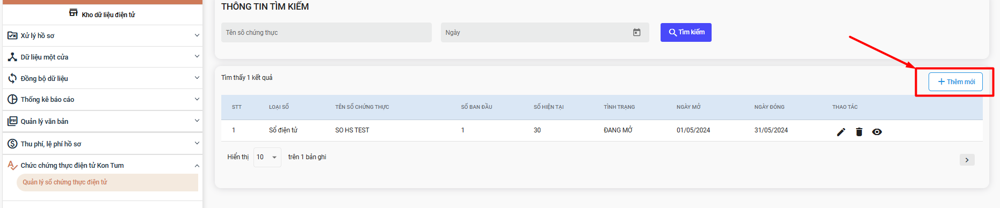 Kho dữ liệu điện tử
Xử lý hồ sơ
Dữ liệu một cửa
Đồng bộ dữ liệu
Thống kê báo cáo
Quản lý văn bản
Thu phí, lệ phí hồ sơ
Chức chứng thực điện tử Kon Tum
Quản lý sổ chứng thực điện tử
THÔNG TIN TÌM KIẾM
Tên sô chứng thực
Ngày
Tìm kiếm
Tìm thấy 1 kết quả
Thêm mới
STT LOẠI SỔ TÊN SỔ CHỨNG THỰC SỐ BAN ĐẦU SỐ HIỆN TẠI TÌNH TRẠNG NGÀY MỞ NGÀY ĐÓNG THAO TÁC
1 Sổ điện tử SO HS TEST 1 30 ĐANG MỞ 01/05/2024 31/05/2024
Hiển thị 10 trên 1 bản ghi